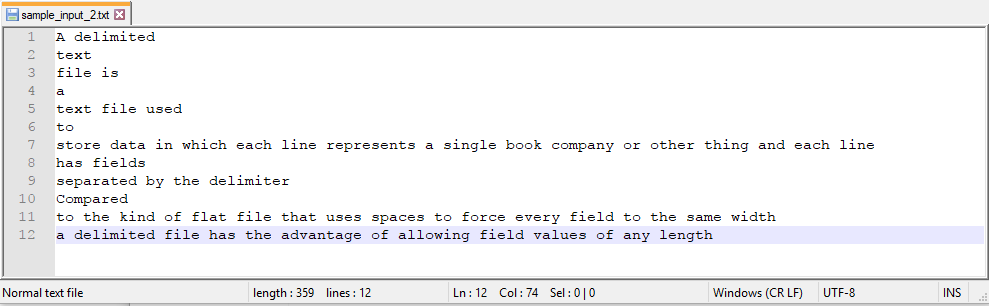 sample_input_2.txt
1 A delimited
2 text
3 file is
4 a
5 text file used
6 to
7 store data in which each line represents a single book company or other thing and each line
8 has fields
9 separated by the delimiter
10 Compared
11 to the kind of flat file that uses spaces to force every field to the same width
12 a delimited file has the advantage of allowing field values of any length
Normal text file length : 359 lines : 12 Ln : 12 Col : 74 Sel : 0 | 0 Windows (CR LF) UTF-8 INS